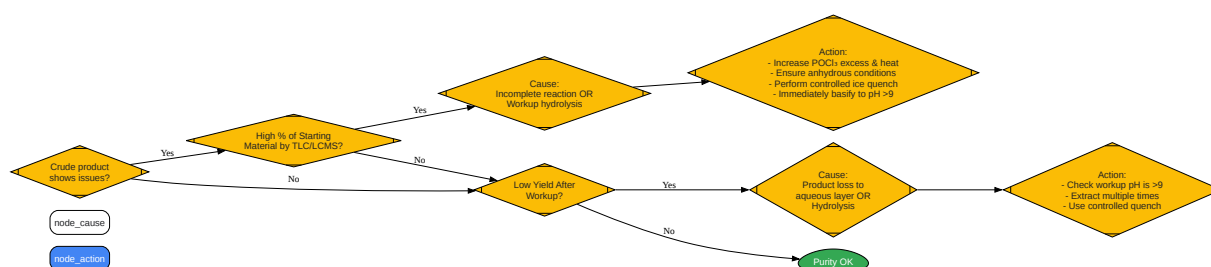 Action:
- Increase POCl₃ excess & heat
- Ensure anhydrous conditions
- Perform controlled ice quench
- Immediately basify to pH >9
Cause:
Incomplete reaction OR
Workup hydrolysis
Yes
High % of Starting
Material by TLC/LCMS?
Yes
No
Crude product
shows issues?
No
Low Yield After
Workup?
Yes
Cause:
Product loss to
aqueous layer OR
Hydrolysis
Action:
- Check workup pH is >9
- Extract multiple times
- Use controlled quench
node_cause
No
node_action
Purity OK